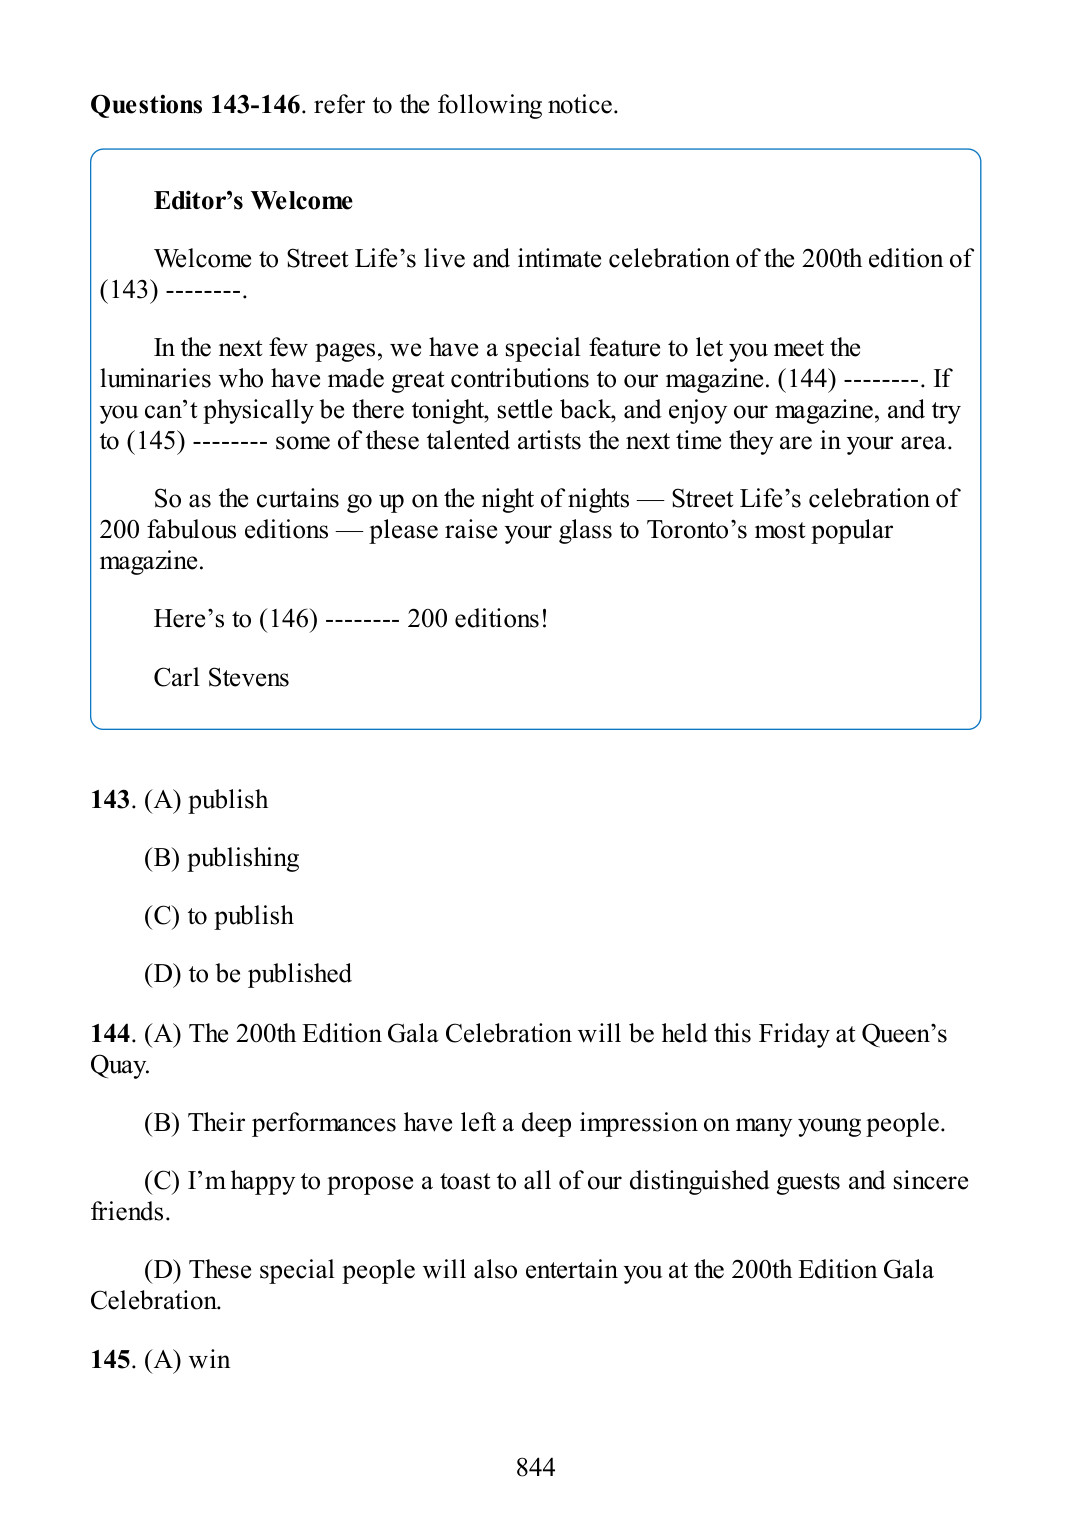 Questions 143-146. refer to the following notice.
Editor’s Welcome
Welcome to Street Life’s live and intimate celebration of the 200th edition of
(143) --------.
In the next few pages, we have a special feature to let you meet the
luminaries who have made great contributions to our magazine. (144) --------. If
you can’t physically be there tonight, settle back, and enjoy our magazine, and try
to (145) -------- some of these talented artists the next time they are in your area.
So as the curtains go up on the night of nights — Street Life’s celebration of
200 fabulous editions — please raise your glass to Toronto’s most popular
magazine.
Here’s to (146) -------- 200 editions!
Carl Stevens
143. (A) publish
(B) publishing
(C) to publish
(D) to be published
144. (A) The 200th Edition Gala Celebration will be held this Friday at Queen’s
Quay.
(B) Their performances have left a deep impression on many young people.
(C) I’m happy to propose a toast to all of our distinguished guests and sincere
friends.
(D) These special people will also entertain you at the 200th Edition Gala
Celebration.
145. (A) win
844